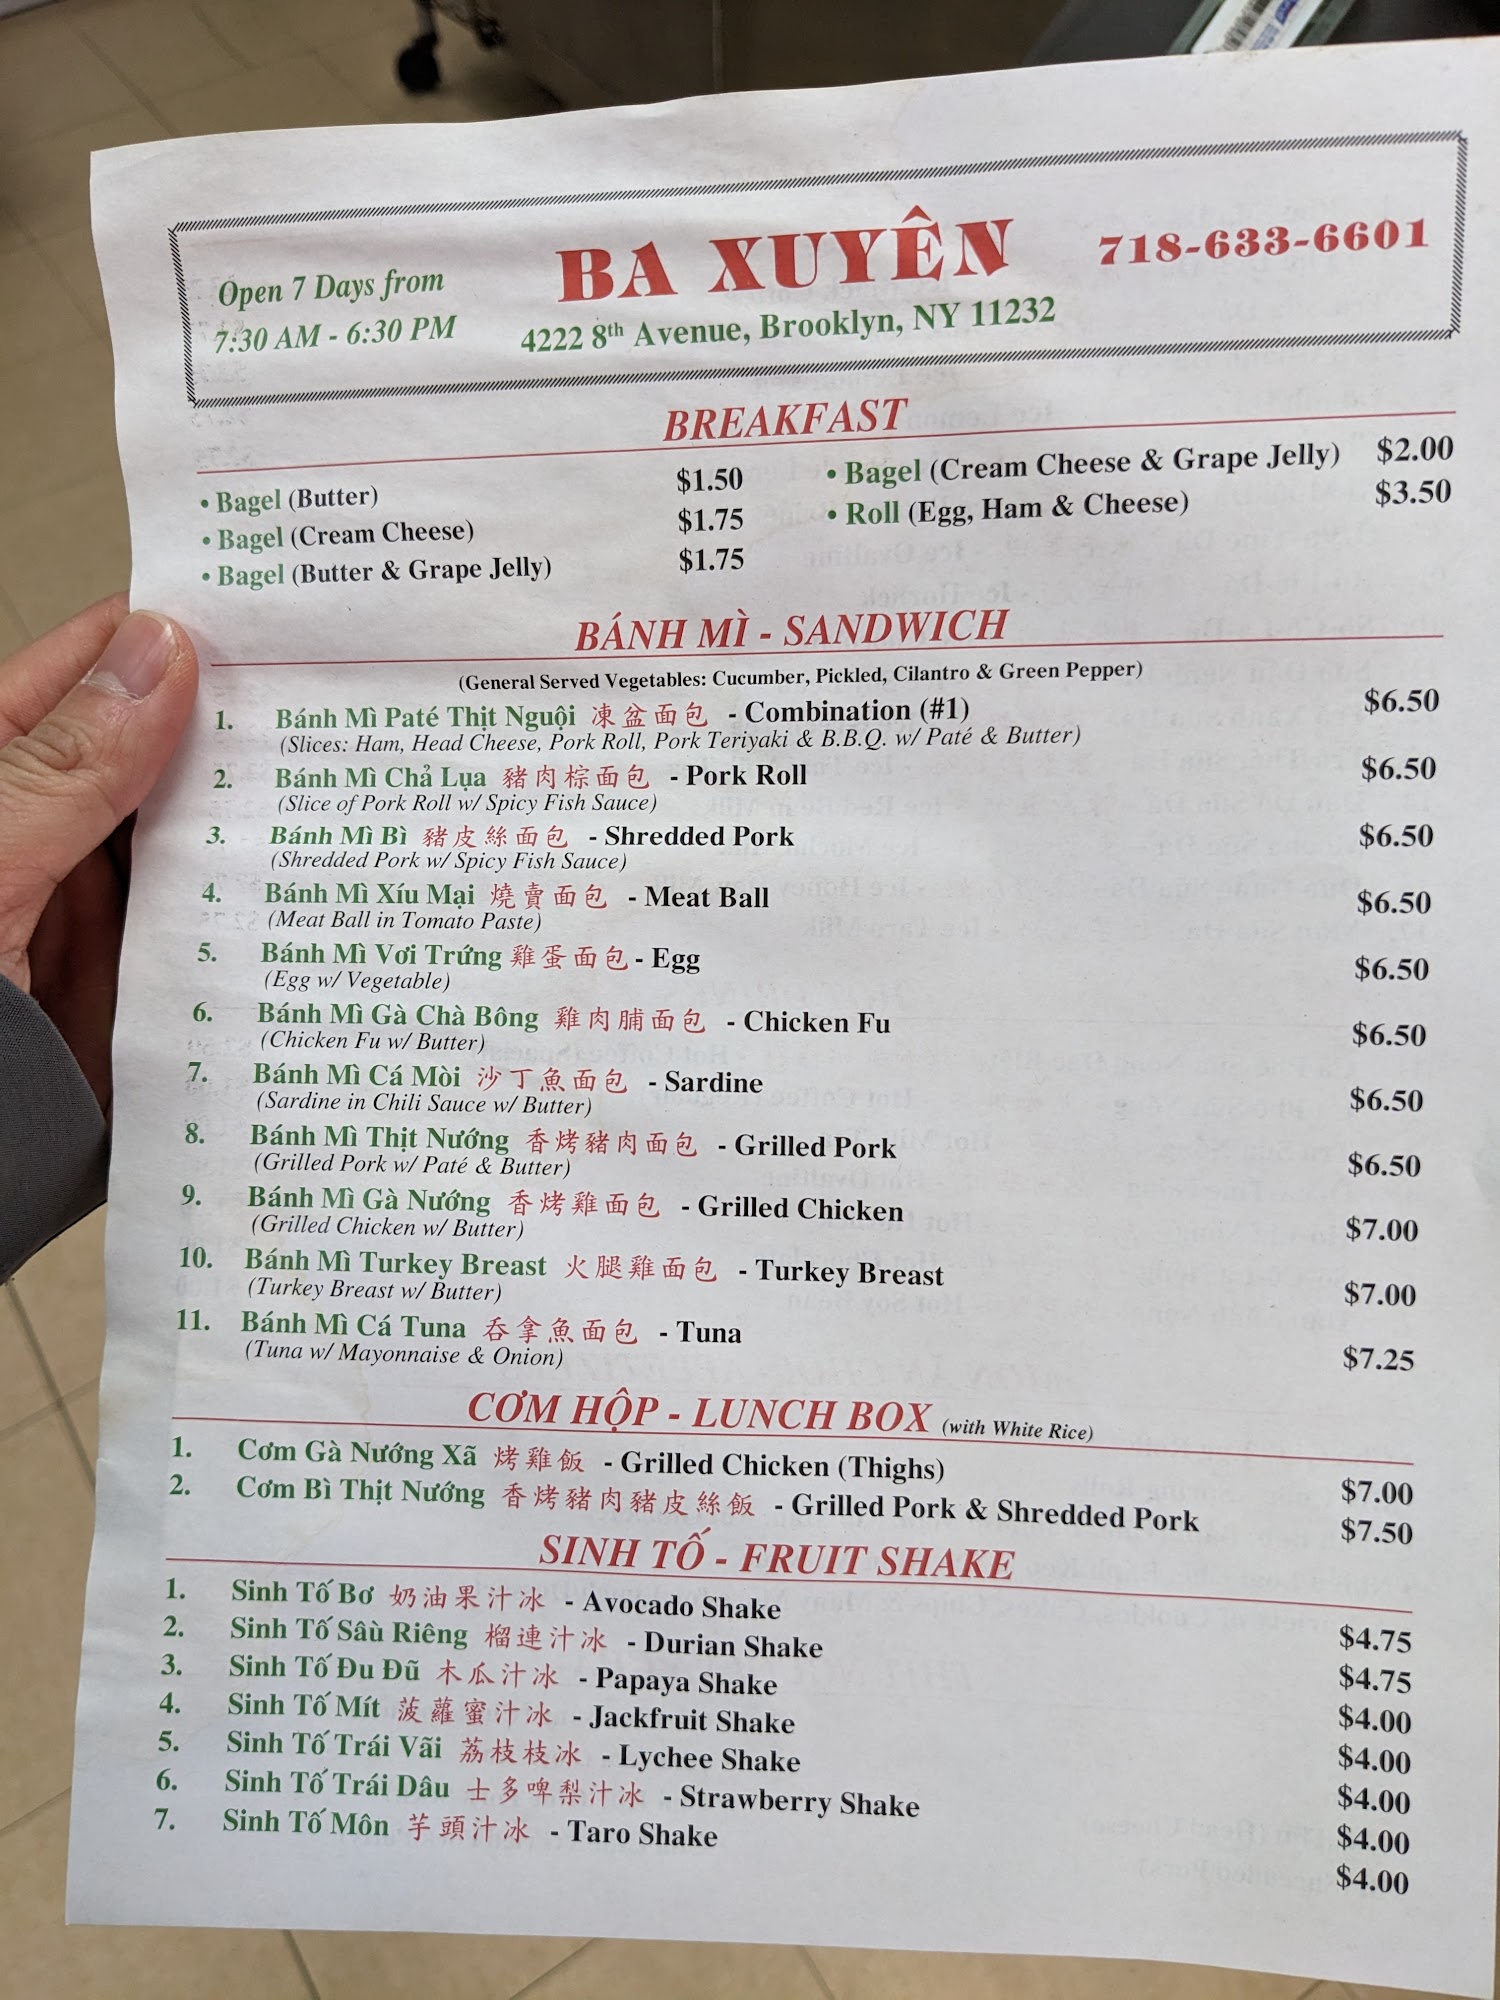 BA XUYÊN
718-633-6601
Open 7 Days from
7:30 AM - 6:30 PM
4222 8th Avenue, Brooklyn, NY 11232
BREAKFAST
• Bagel (Butter) $1.50
• Bagel (Cream Cheese) $1.75
• Bagel (Butter & Grape Jelly) $1.75
• Bagel (Cream Cheese & Grape Jelly) $2.00
• Roll (Egg, Ham & Cheese) $3.50
BÁNH MÌ - SANDWICH
(General Served Vegetables: Cucumber, Pickled, Cilantro & Green Pepper)
1. Bánh Mì Paté Thịt Nguội 凍盆面包 - Combination (#1) $6.50
(Slices: Ham, Head Cheese, Pork Roll, Pork Teriyaki & B.B.Q. w/ Paté & Butter)
2. Bánh Mì Chả Lụa 豬肉棕面包 - Pork Roll $6.50
(Slice of Pork Roll w/ Spicy Fish Sauce)
3. Bánh Mì Bì 豬皮絲面包 - Shredded Pork $6.50
(Shredded Pork w/ Spicy Fish Sauce)
4. Bánh Mì Xíu Mại 燒賣面包 - Meat Ball $6.50
(Meat Ball in Tomato Paste)
5. Bánh Mì Vơi Trứng 雞蛋面包 - Egg $6.50
(Egg w/ Vegetable)
6. Bánh Mì Gà Chà Bông 雞肉脯面包 - Chicken Fu $6.50
(Chicken Fu w/ Butter)
7. Bánh Mì Cá Mòi 沙丁魚面包 - Sardine $6.50
(Sardine in Chili Sauce w/ Butter)
8. Bánh Mì Thịt Nướng 香烤豬肉面包 - Grilled Pork $6.50
(Grilled Pork w/ Paté & Butter)
9. Bánh Mì Gà Nướng 香烤雞面包 - Grilled Chicken $7.00
(Grilled Chicken w/ Butter)
10. Bánh Mì Turkey Breast 火腿雞面包 - Turkey Breast $7.00
(Turkey Breast w/ Butter)
11. Bánh Mì Cá Tuna 吞拿魚面包 - Tuna $7.25
(Tuna w/ Mayonnaise & Onion)
CƠM HỘP - LUNCH BOX (with White Rice)
1. Cơm Gà Nướng Xã 烤雞飯 - Grilled Chicken (Thighs) $7.00
2. Cơm Bì Thịt Nướng 香烤豬肉豬皮絲飯 - Grilled Pork & Shredded Pork $7.50
SINH TỐ - FRUIT SHAKE
1. Sinh Tố Bơ 奶油果汁冰 - Avocado Shake $4.75
2. Sinh Tố Sâù Riêng 榴連汁冰 - Durian Shake $4.75
3. Sinh Tố Đu Đũ 木瓜汁冰 - Papaya Shake $4.00
4. Sinh Tố Mít 菠蘿蜜汁冰 - Jackfruit Shake $4.00
5. Sinh Tố Trái Vãi 荔枝枝冰 - Lychee Shake $4.00
6. Sinh Tố Trái Dâu 士多啤梨汁冰 - Strawberry Shake $4.00
7. Sinh Tố Môn 芋頭汁冰 - Taro Shake $4.00